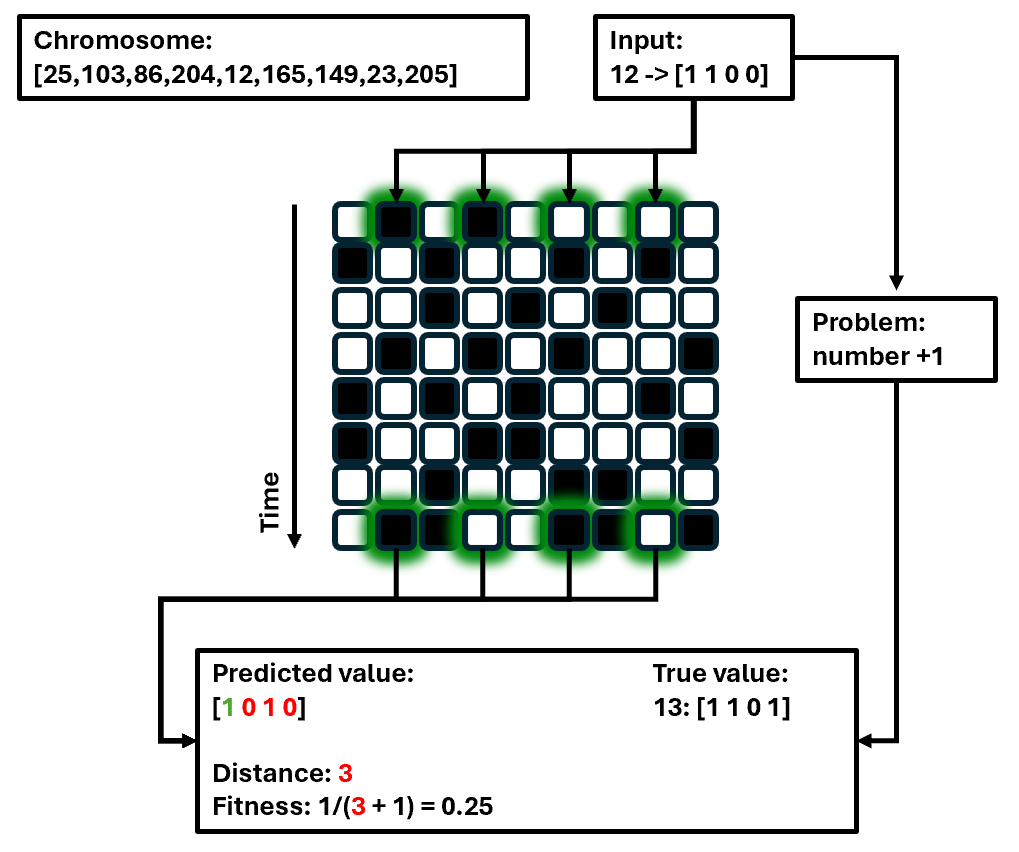 Chromosome:
[25,103,86,204,12,165,149,23,205]
Input:
12 -> [1 1 0 0]
Problem:
number +1
Time
Predicted value:
[1 0 1 0]
True value:
13: [1 1 0 1]
Distance: 3
Fitness: 1/(3 + 1) = 0.25